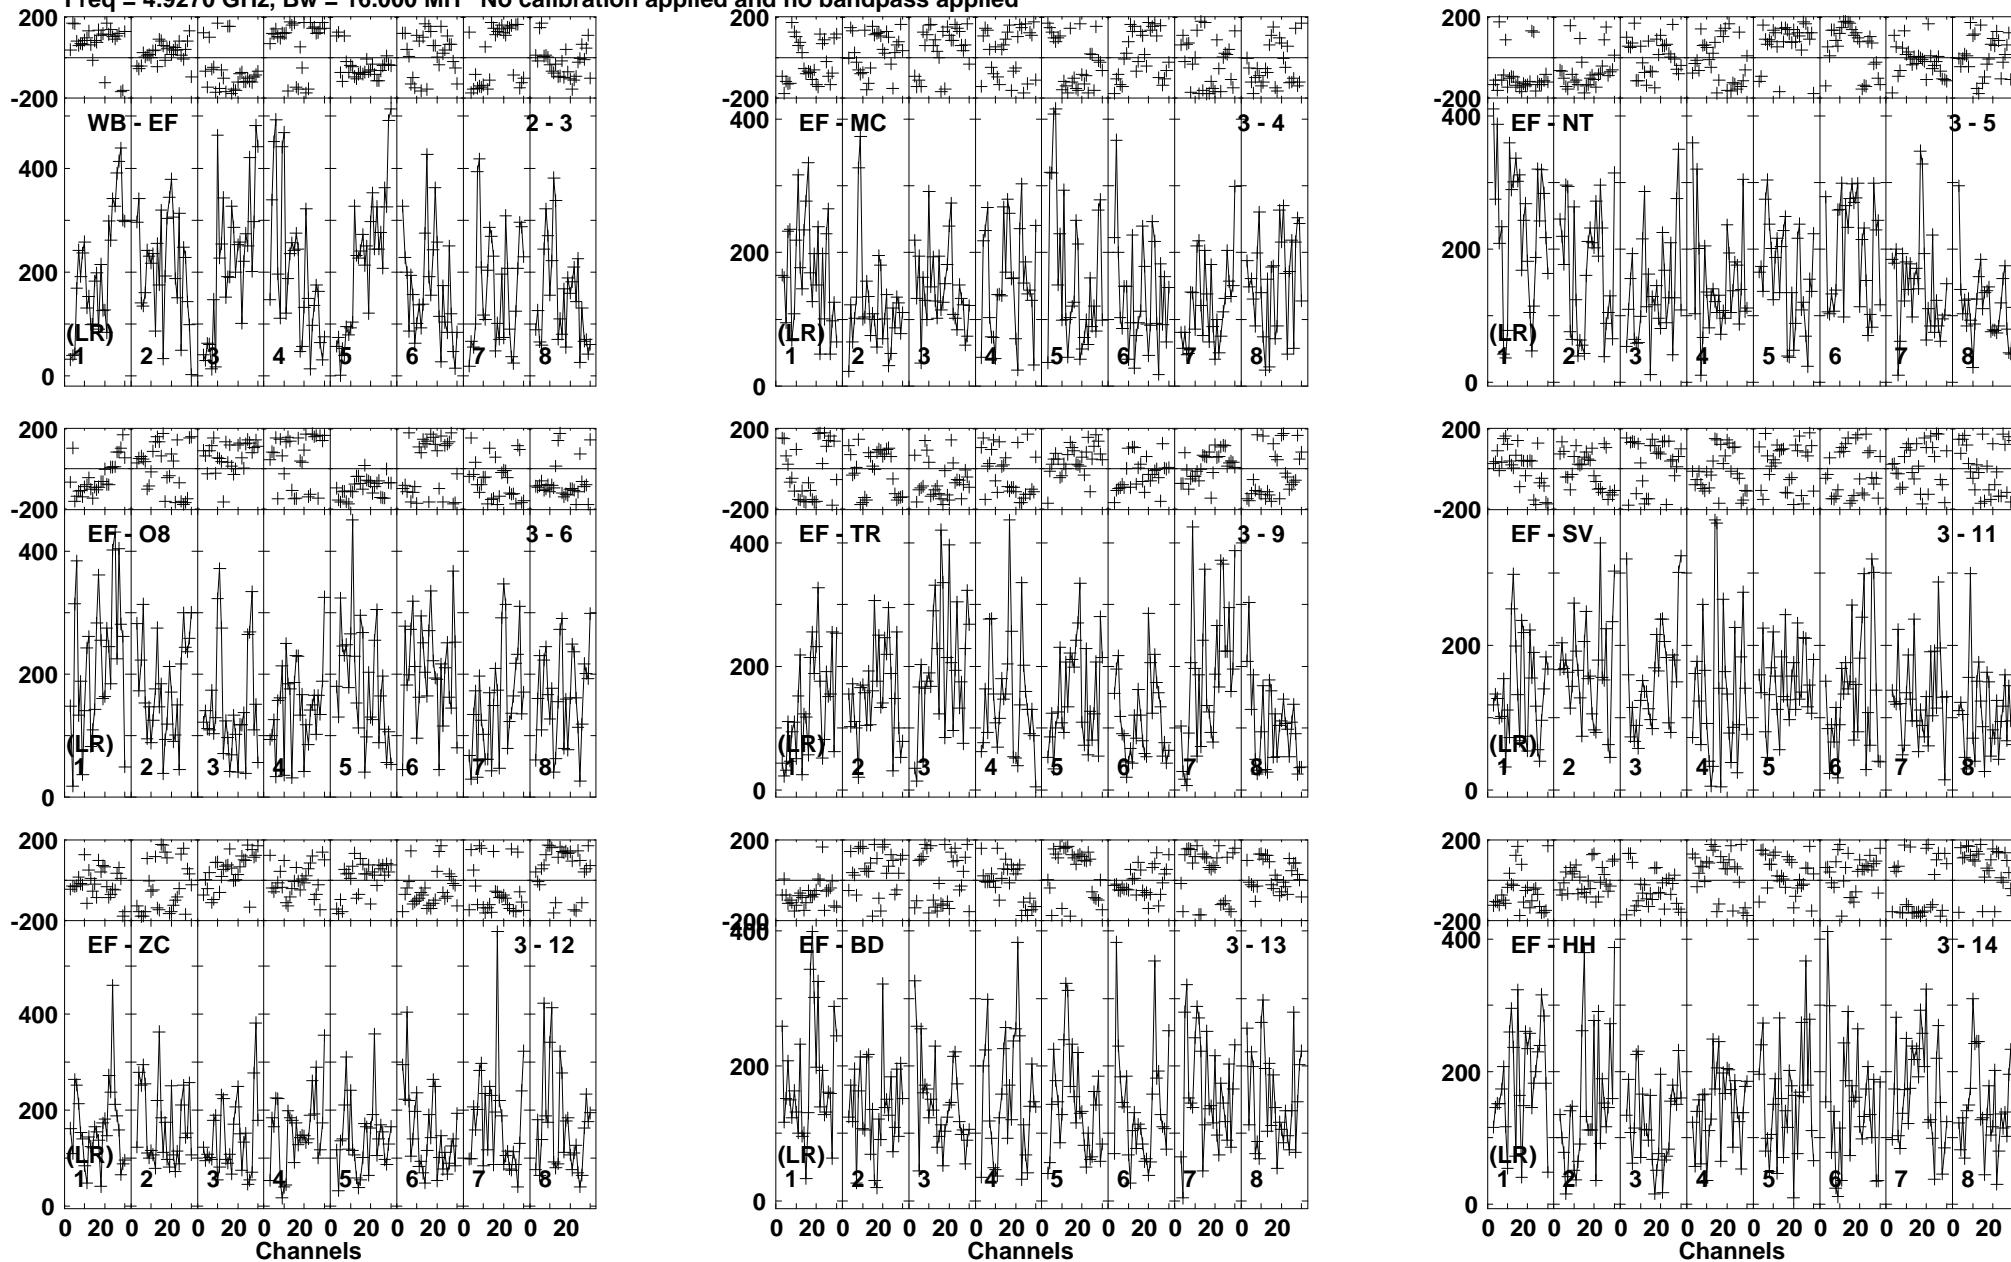 Freq = 4.9270 GHz, Bw = 16.000 MH No calibration applied and no bandpass applied
200 200 200
-200 -200 -200
WB - EF 2 - 3 EF - MC 3 - 4 EF - NT 3 - 5
400 400 400
200 200 200
(LR) (LR) (LR)
1 2 3 4 5 6 7 8 1 2 3 4 5 6 7 8 1 2 3 4 5 6 7 8
0 0 0
200 200 200
-200 -200 -200
EF - O8 3 - 6 EF - TR 3 - 9 EF - SV 3 - 11
400 400
200 200 200
(LR) (LR) (LR)
1 2 3 4 5 6 7 8 1 2 3 4 5 6 7 8 1 2 3 4 5 6 7 8
0 0 0
200 200 200
-200 -200 -200
EF - ZC 3 - 12 EF - BD 3 - 13 EF - HH 3 - 14
400 400 400
200 200 200
(LR) (LR) (LR)
1 2 3 4 5 6 7 8 1 2 3 4 5 6 7 8 1 2 3 4 5 6 7 8
0 0 0
0 20 0 20 0 20 0 20 0 20 0 20 0 20 0 20 0 20 0 20 0 20 0 20 0 20 0 20 0 20 0 20 0 20 0 20 0 20 0 20 0 20 0 20 0 20 0 20
Channels Channels Channels